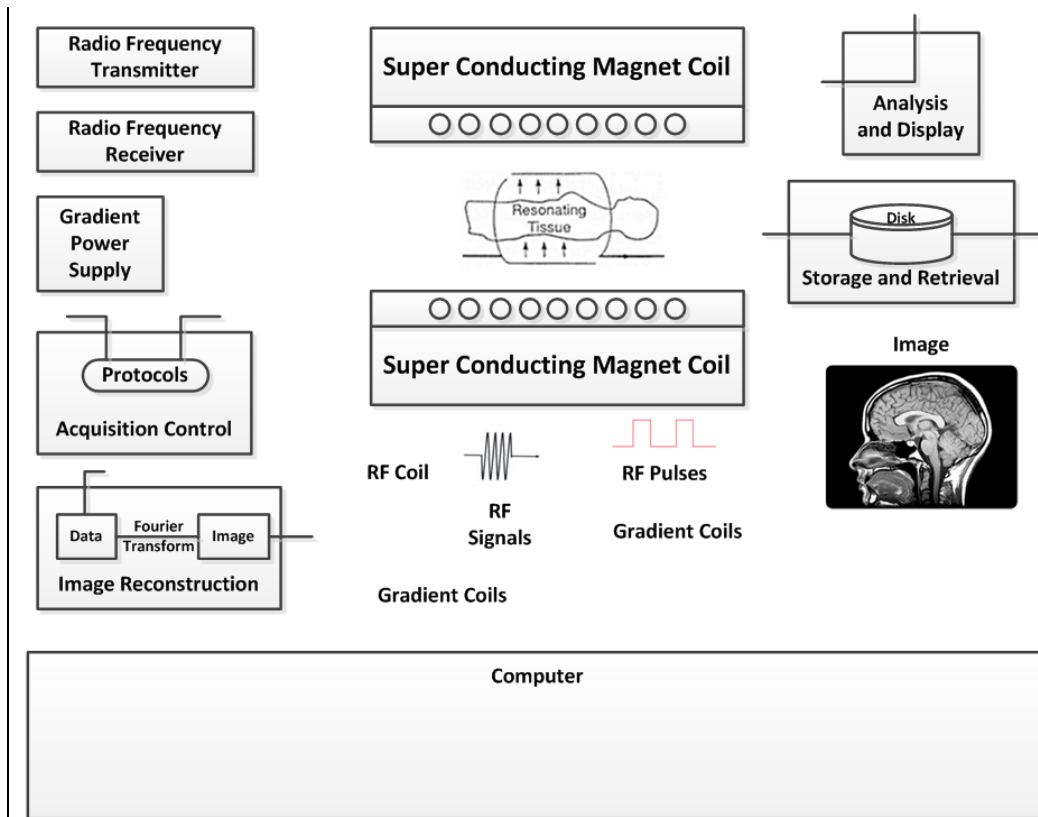 Radio Frequency
Transmitter
Radio Frequency
Receiver
Gradient
Power
Supply
Protocols
Acquisition Control
Data
Fourier
Transform
Image
Image Reconstruction
Super Conducting Magnet Coil
Resonating
Tissue
Super Conducting Magnet Coil
RF Coil
RF
Signals
RF Pulses
Gradient Coils
Gradient Coils
Analysis
and Display
Disk
Storage and Retrieval
Image
Computer